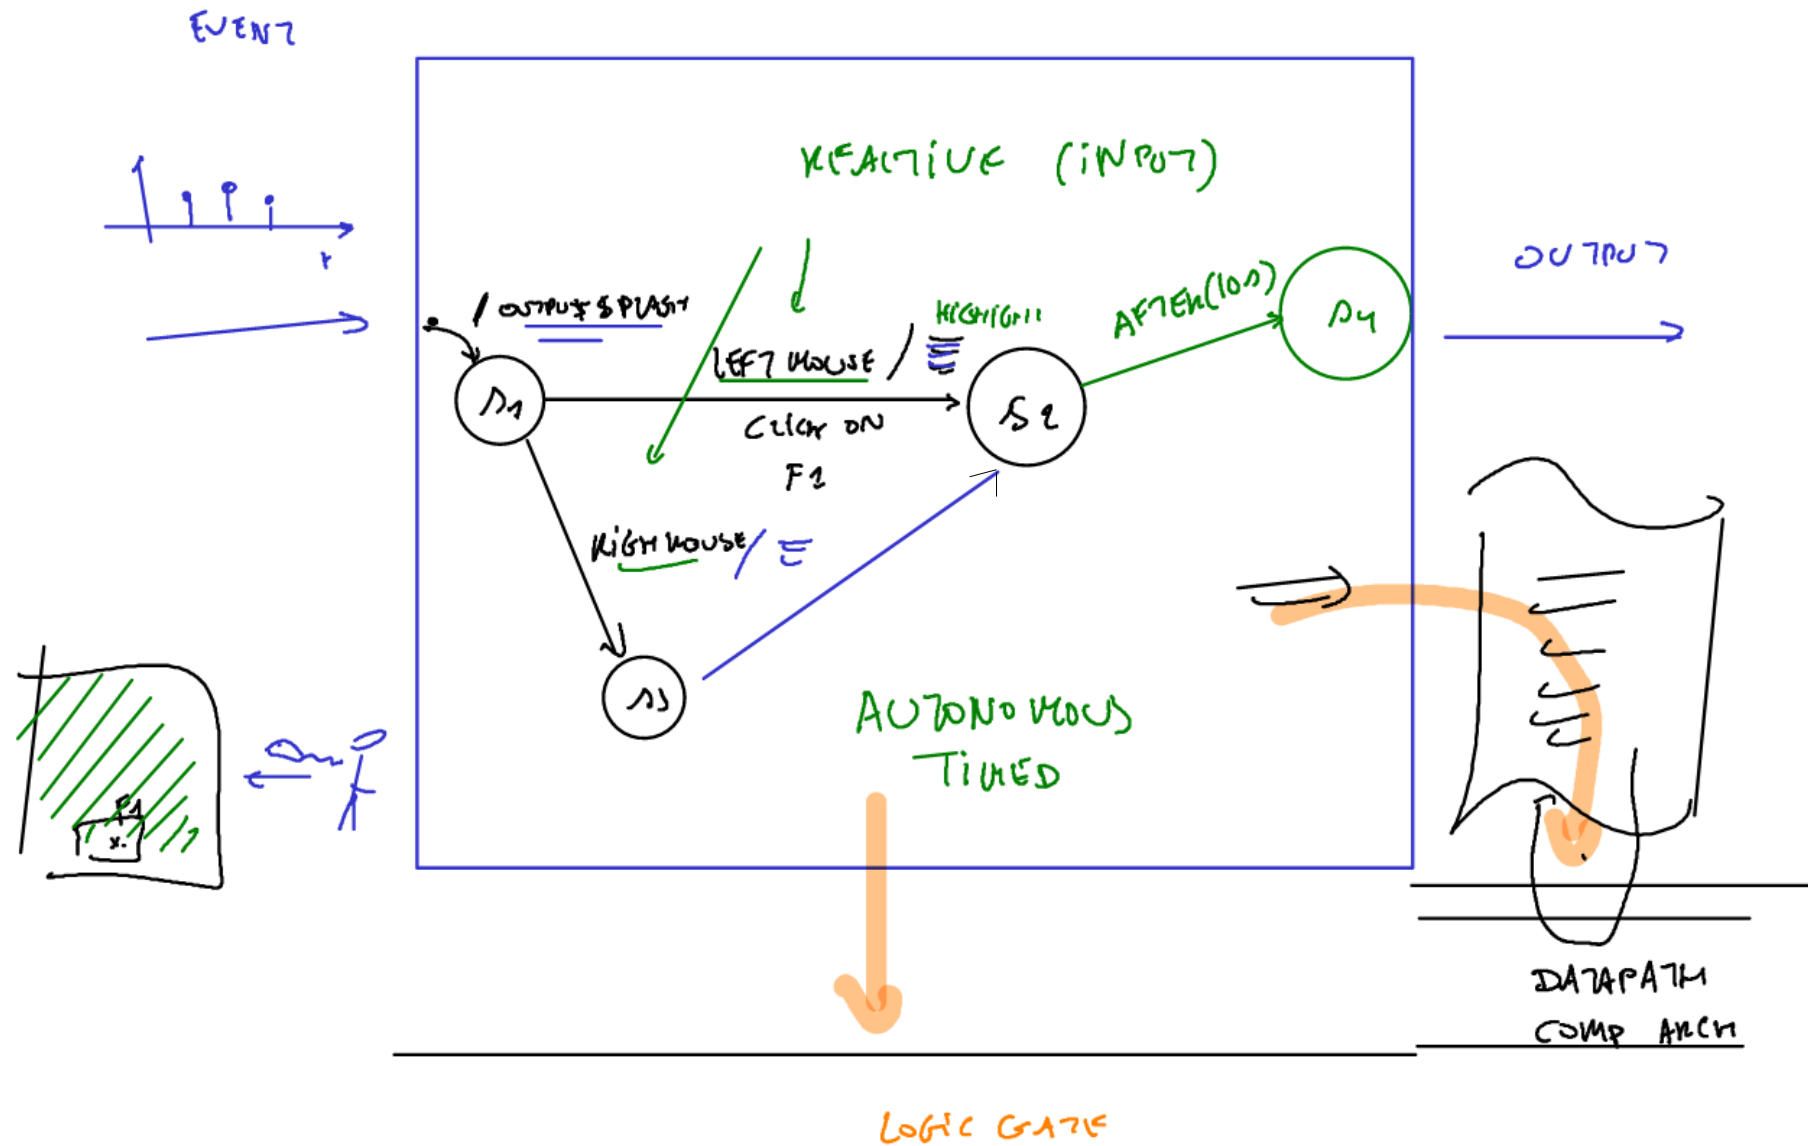 EVENT
REACTIVE (INPUT)
t
OUTPUT
/ OUTPUT SPLASH
HIGHLIGHT
AFTER(10s)
S4
LEFT MOUSE /
S1
S2
CLICK ON
F1
RIGHT MOUSE /
S3
AUTONOMOUS
TIMED
F1
x.
DATAPATH
COMP ARCH
LOGIC GATE